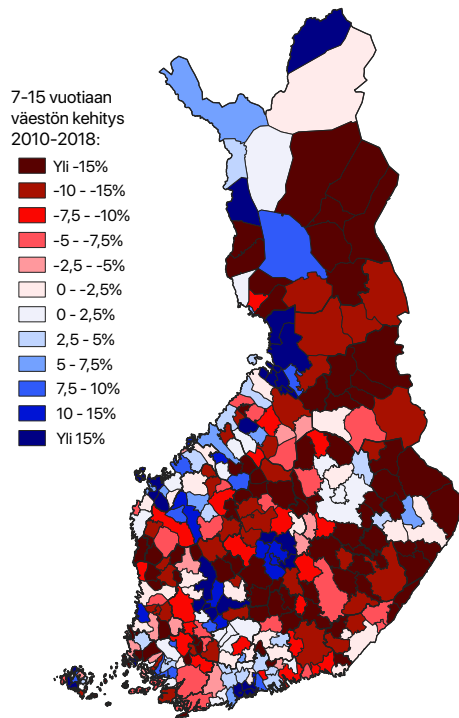 7-15 vuotiaan
väestön kehitys
2010-2018:
Yli -15%
-10 - -15%
-7,5 - -10%
-5 - -7,5%
-2,5 - -5%
0 - -2,5%
0 - 2,5%
2,5 - 5%
5 - 7,5%
7,5 - 10%
10 - 15%
Yli 15%